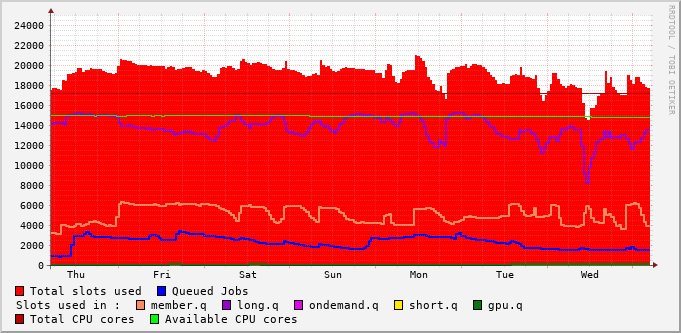 24000
22000
20000
18000
16000
14000
12000
10000
8000
6000
4000
2000
0
Thu Fri Sat Sun Mon Tue Wed
RRDTOOL / TOBI OETIKER
Total slots used Queued Jobs
Slots used in : member.q long.q ondemand.q short.q gpu.q
Total CPU cores Available CPU cores